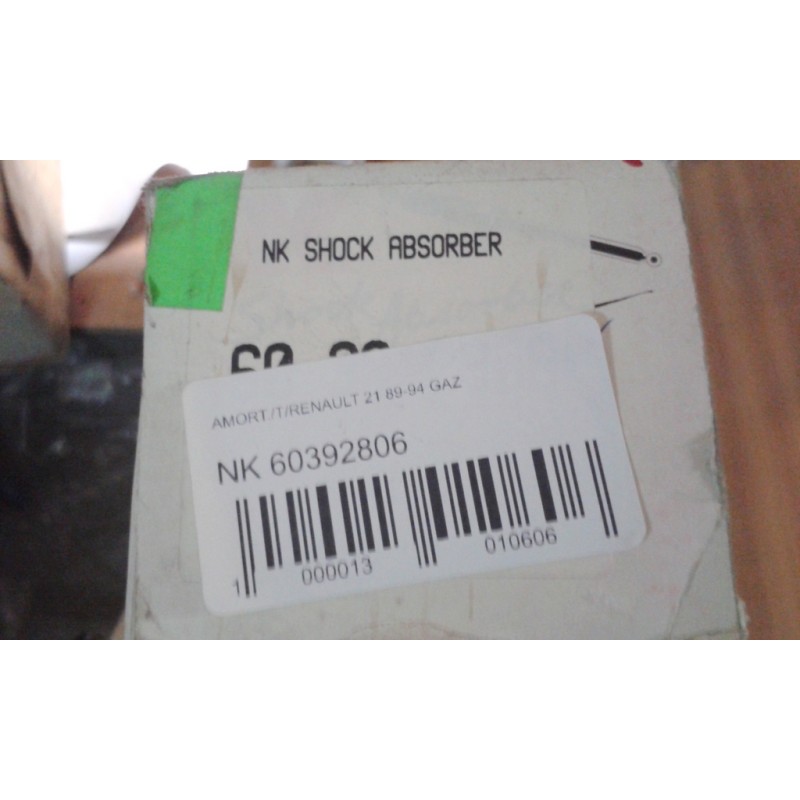 NK SHOCK ABSORBER
AMORT./T/RENAULT 21 89-94 GAZ
NK 60392806
1 000013 010606